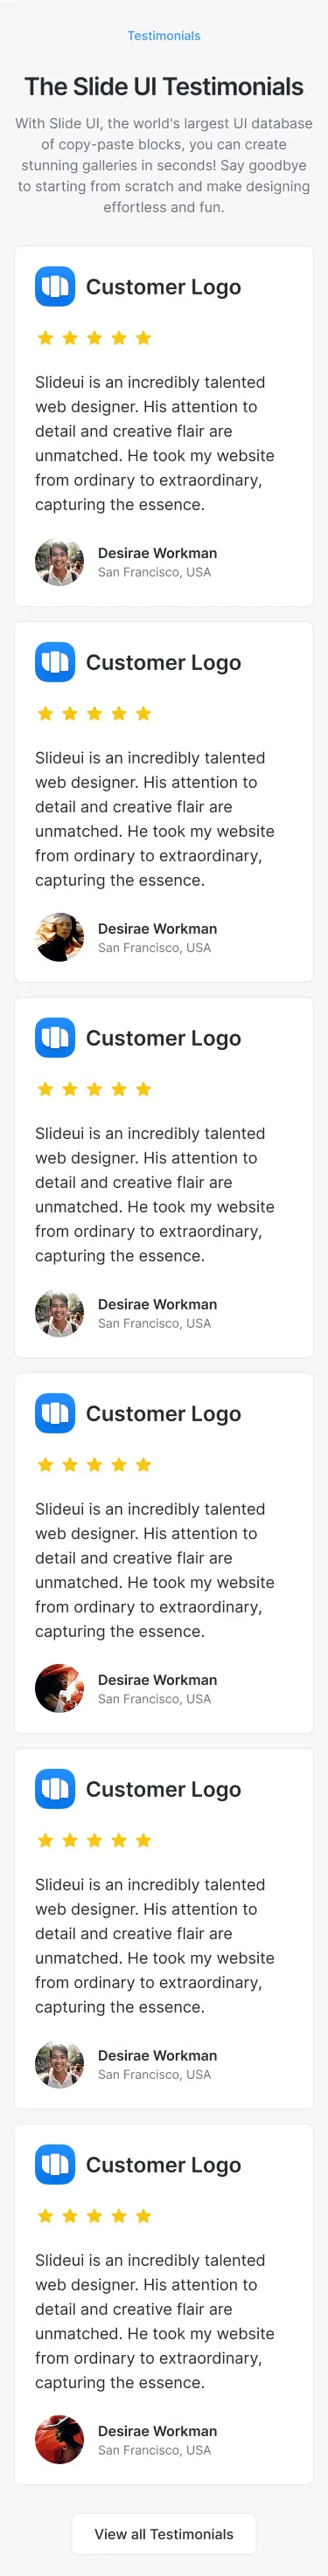 Testimonials
The Slide UI Testimonials
With Slide UI, the world's largest UI database
of copy-paste blocks, you can create
stunning galleries in seconds! Say goodbye
to starting from scratch and make designing
effortless and fun.
Customer Logo
Slideui is an incredibly talented
web designer. His attention to
detail and creative flair are
unmatched. He took my website
from ordinary to extraordinary,
capturing the essence.
Desirae Workman
San Francisco, USA
Customer Logo
Slideui is an incredibly talented
web designer. His attention to
detail and creative flair are
unmatched. He took my website
from ordinary to extraordinary,
capturing the essence.
Desirae Workman
San Francisco, USA
Customer Logo
Slideui is an incredibly talented
web designer. His attention to
detail and creative flair are
unmatched. He took my website
from ordinary to extraordinary,
capturing the essence.
Desirae Workman
San Francisco, USA
Customer Logo
Slideui is an incredibly talented
web designer. His attention to
detail and creative flair are
unmatched. He took my website
from ordinary to extraordinary,
capturing the essence.
Desirae Workman
San Francisco, USA
Customer Logo
Slideui is an incredibly talented
web designer. His attention to
detail and creative flair are
unmatched. He took my website
from ordinary to extraordinary,
capturing the essence.
Desirae Workman
San Francisco, USA
Customer Logo
Slideui is an incredibly talented
web designer. His attention to
detail and creative flair are
unmatched. He took my website
from ordinary to extraordinary,
capturing the essence.
Desirae Workman
San Francisco, USA
View all Testimonials